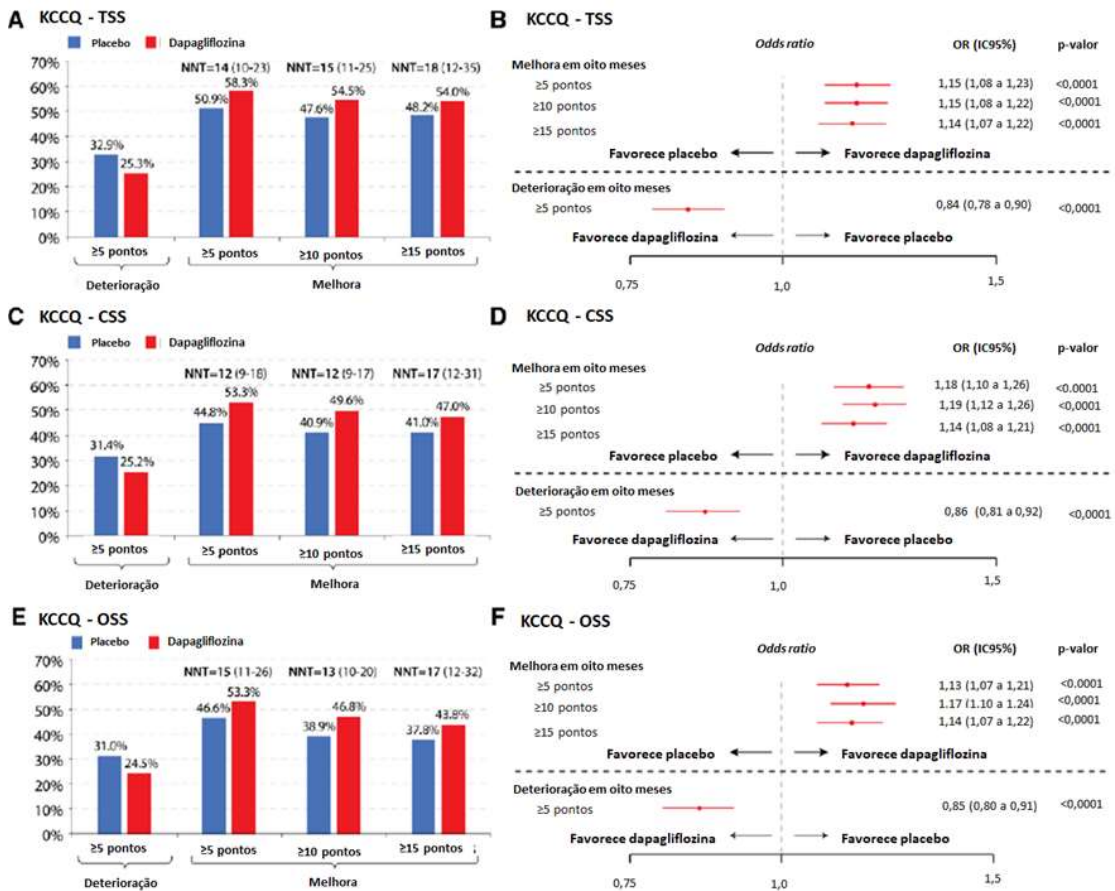 A KCCQ - TSS
Placebo Dapagliflozina
NNT=14 (10-23) NNT=15 (11-25) NNT=18 (12-35)
70%
60%
50%
40%
30%
20%
10%
0%
32.9% 25.3% 50.9% 58.3% 47.6% 54.5% 48.2% 54.0%
≥5 pontos ≥5 pontos ≥10 pontos ≥15 pontos
Deterioração Melhora
B KCCQ - TSS
Odds ratio OR (IC95%) p-valor
Melhora em oito meses
≥5 pontos 1,15 (1,08 a 1,23) <0,0001
≥10 pontos 1,15 (1,08 a 1,22) <0,0001
≥15 pontos 1,14 (1,07 a 1,22) <0,0001
Favorece placebo Favorece dapagliflozina
Deterioração em oito meses
≥5 pontos 0,84 (0,78 a 0,90) <0,0001
Favorece dapagliflozina Favorece placebo
0,75 1,0 1,5
C KCCQ - CSS
Placebo Dapagliflozina
NNT=12 (9-18) NNT=12 (9-17) NNT=17 (12-31)
70%
60%
50%
40%
30%
20%
10%
0%
31.4% 25.2% 44.8% 53.3% 40.9% 49.6% 41.0% 47.0%
≥5 pontos ≥5 pontos ≥10 pontos ≥15 pontos
Deterioração Melhora
D KCCQ - CSS
Odds ratio OR (IC95%) p-valor
Melhora em oito meses
≥5 pontos 1,18 (1,10 a 1,26) <0,0001
≥10 pontos 1,19 (1,12 a 1,26) <0,0001
≥15 pontos 1,14 (1,08 a 1,21) <0,0001
Favorece placebo Favorece dapagliflozina
Deterioração em oito meses
≥5 pontos 0,86 (0,81 a 0,92) <0,0001
Favorece dapagliflozina Favorece placebo
0,75 1,0 1,5
E KCCQ - OSS
Placebo Dapagliflozina
NNT=15 (11-26) NNT=13 (10-20) NNT=17 (12-32)
70%
60%
50%
40%
30%
20%
10%
0%
31.0% 24.5% 46.6% 53.3% 38.9% 46.8% 37.8% 43.8%
≥5 pontos ≥5 pontos ≥10 pontos ≥15 pontos
Deterioração Melhora
F KCCQ - OSS
Odds ratio OR (IC95%) p-valor
Melhora em oito meses
≥5 pontos 1,13 (1,07 a 1,21) <0.0001
≥10 pontos 1,17 (1.10 a 1.24) <0,0001
≥15 pontos 1,14 (1,07 a 1,22) <0,0001
Favorece placebo Favorece dapagliflozina
Deterioração em oito meses
≥5 pontos 0,85 (0,80 a 0,91) <0,0001
Favorece dapagliflozina Favorece placebo
0,75 1,0 1,5